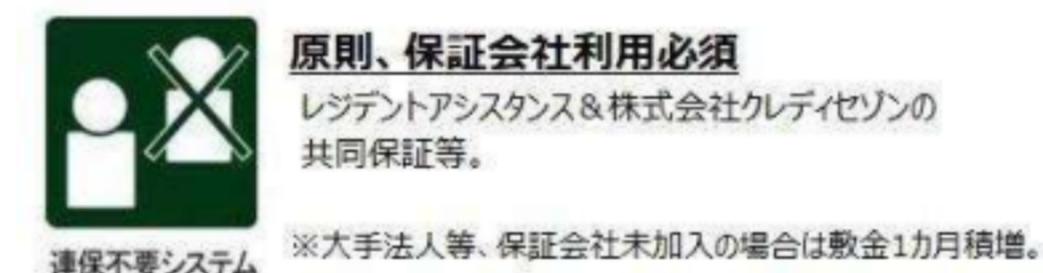 原則、保証会社利用必須
レジデントアシスタンス&株式会社クレディセゾンの
共同保証等。
※大手法人等、保証会社未加入の場合は敷金1カ月積増。
連保不要システム